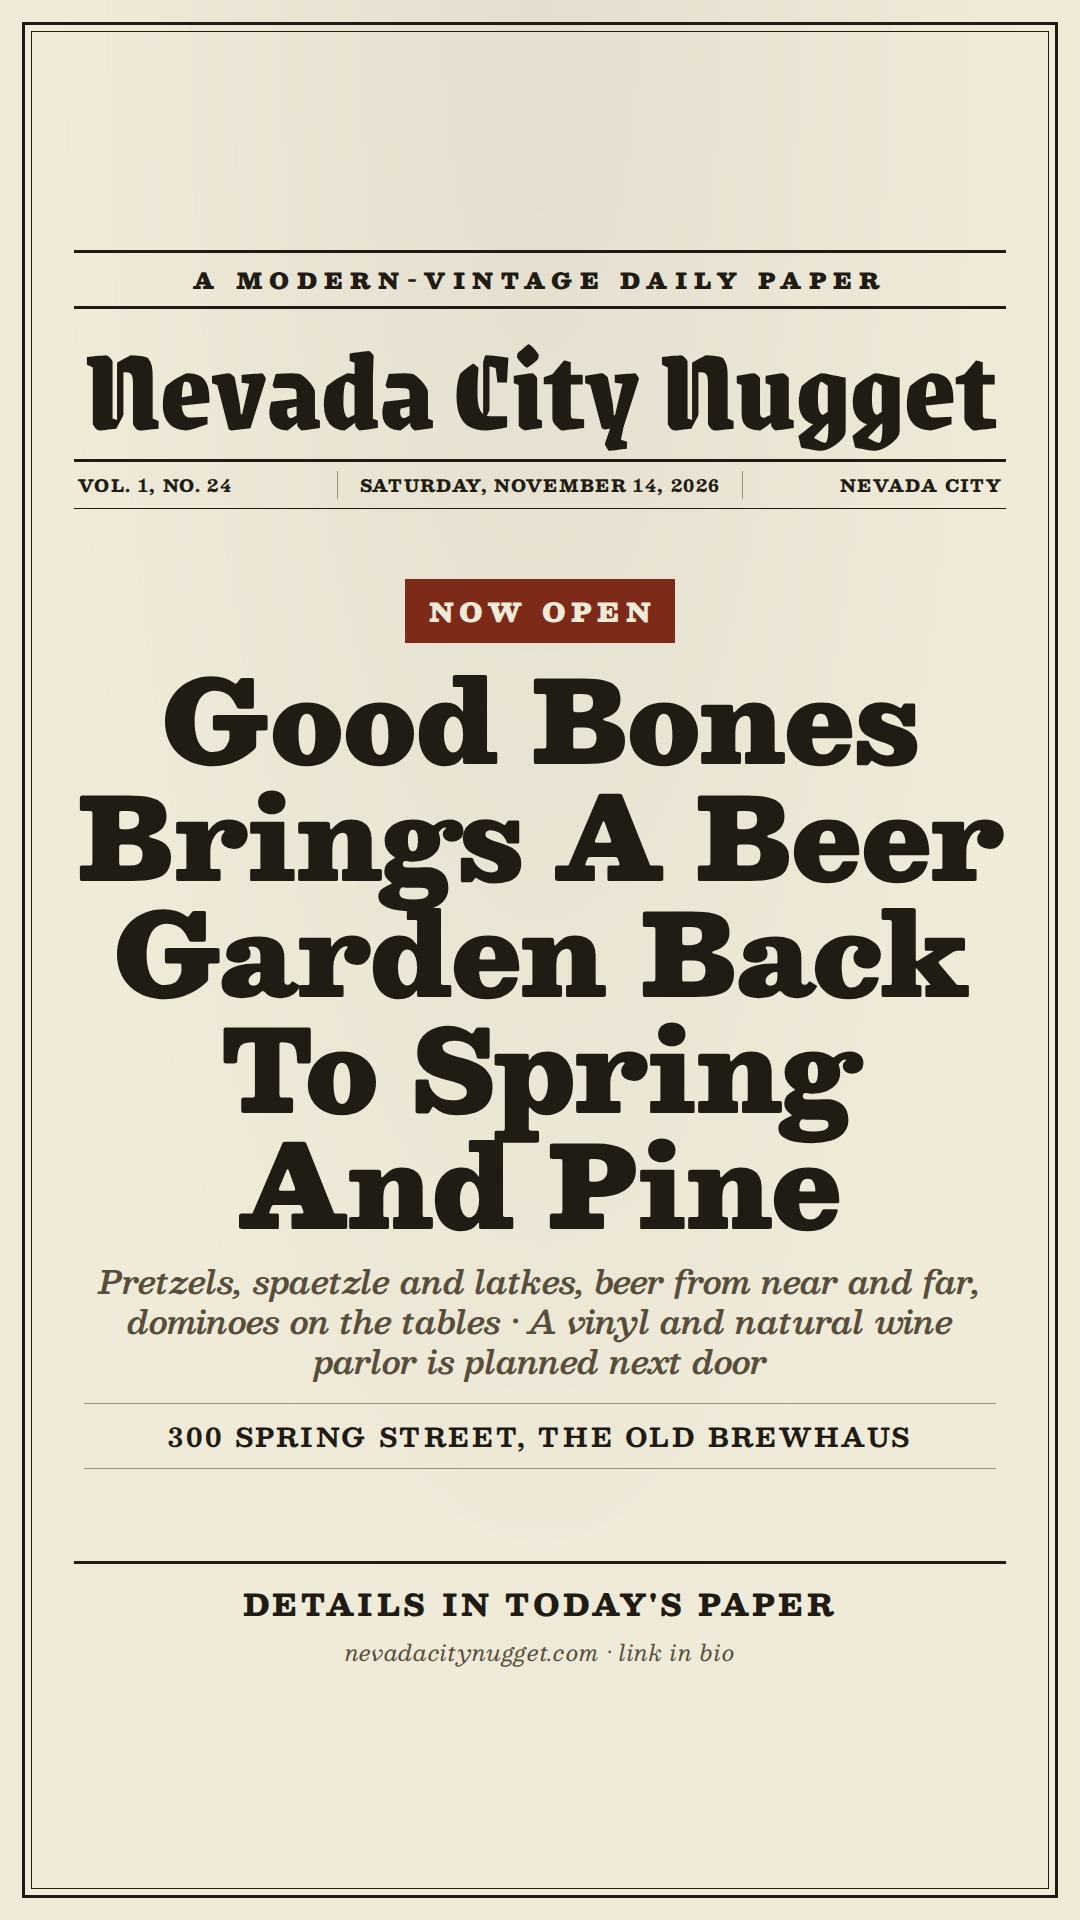 A MODERN-VINTAGE DAILY PAPER
Nevada City Nugget
VOL. 1, NO. 24
SATURDAY, NOVEMBER 14, 2026
NEVADA CITY
NOW OPEN
Good Bones
Brings A Beer
Garden Back
To Spring
And Pine
Pretzels, spaetzle and latkes, beer from near and far,
dominoes on the tables · A vinyl and natural wine
parlor is planned next door
300 SPRING STREET, THE OLD BREWHAUS
DETAILS IN TODAY'S PAPER
nevadacitynugget.com · link in bio